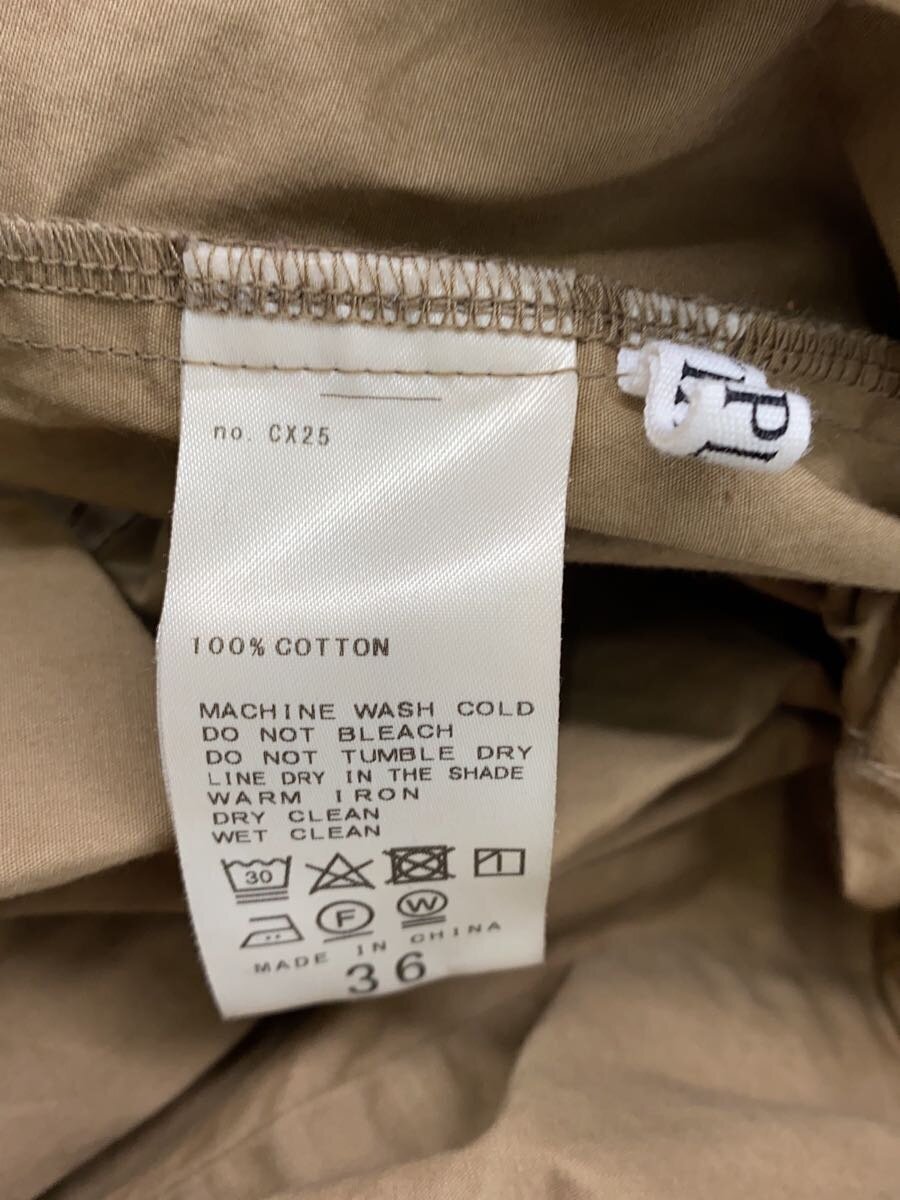 no. CX25
100% COTTON
MACHINE WASH COLD
DO NOT BLEACH
DO NOT TUMBLE DRY
LINE DRY IN THE SHADE
WARM IRON
DRY CLEAN
WET CLEAN
30
F W
MADE IN CHINA
36